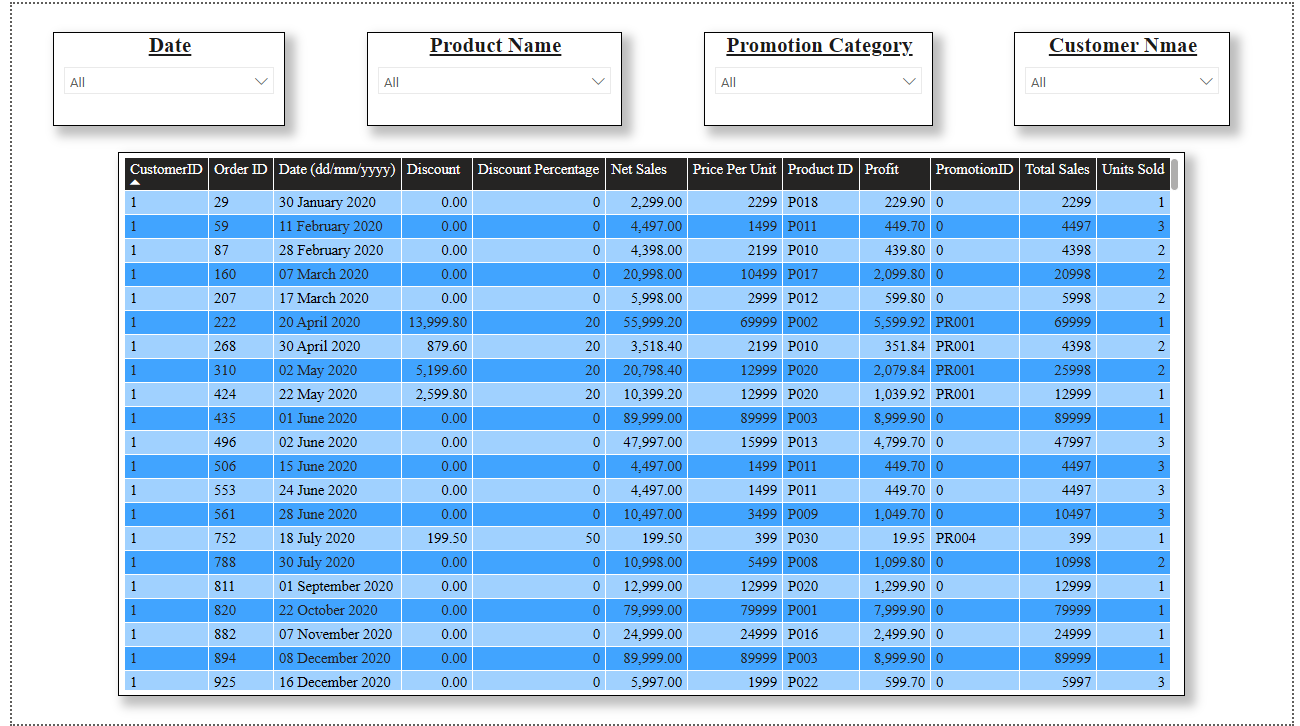 Date Product Name Promotion Category Customer Nmae
All All All All
CustomerID Order ID Date (dd/mm/yyyy) Discount Discount Percentage Net Sales Price Per Unit Product ID Profit PromotionID Total Sales Units Sold
1 29 30 January 2020 0.00 0 2,299.00 2299 P018 229.90 0 2299 1
1 59 11 February 2020 0.00 0 4,497.00 1499 P011 449.70 0 4497 3
1 87 28 February 2020 0.00 0 4,398.00 2199 P010 439.80 0 4398 2
1 160 07 March 2020 0.00 0 20,998.00 10499 P017 2,099.80 0 20998 2
1 207 17 March 2020 0.00 0 5,998.00 2999 P012 599.80 0 5998 2
1 222 20 April 2020 13,999.80 20 55,999.20 69999 P002 5,599.92 PR001 69999 1
1 268 30 April 2020 879.60 20 3,518.40 2199 P010 351.84 PR001 4398 2
1 310 02 May 2020 5,199.60 20 20,798.40 12999 P020 2,079.84 PR001 25998 2
1 424 22 May 2020 2,599.80 20 10,399.20 12999 P020 1,039.92 PR001 12999 1
1 435 01 June 2020 0.00 0 89,999.00 89999 P003 8,999.90 0 89999 1
1 496 02 June 2020 0.00 0 47,997.00 15999 P013 4,799.70 0 47997 3
1 506 15 June 2020 0.00 0 4,497.00 1499 P011 449.70 0 4497 3
1 553 24 June 2020 0.00 0 4,497.00 1499 P011 449.70 0 4497 3
1 561 28 June 2020 0.00 0 10,497.00 3499 P009 1,049.70 0 10497 3
1 752 18 July 2020 199.50 50 199.50 399 P030 19.95 PR004 399 1
1 788 30 July 2020 0.00 0 10,998.00 5499 P008 1,099.80 0 10998 2
1 811 01 September 2020 0.00 0 12,999.00 12999 P020 1,299.90 0 12999 1
1 820 22 October 2020 0.00 0 79,999.00 79999 P001 7,999.90 0 79999 1
1 882 07 November 2020 0.00 0 24,999.00 24999 P016 2,499.90 0 24999 1
1 894 08 December 2020 0.00 0 89,999.00 89999 P003 8,999.90 0 89999 1
1 925 16 December 2020 0.00 0 5,997.00 1999 P022 599.70 0 5997 3